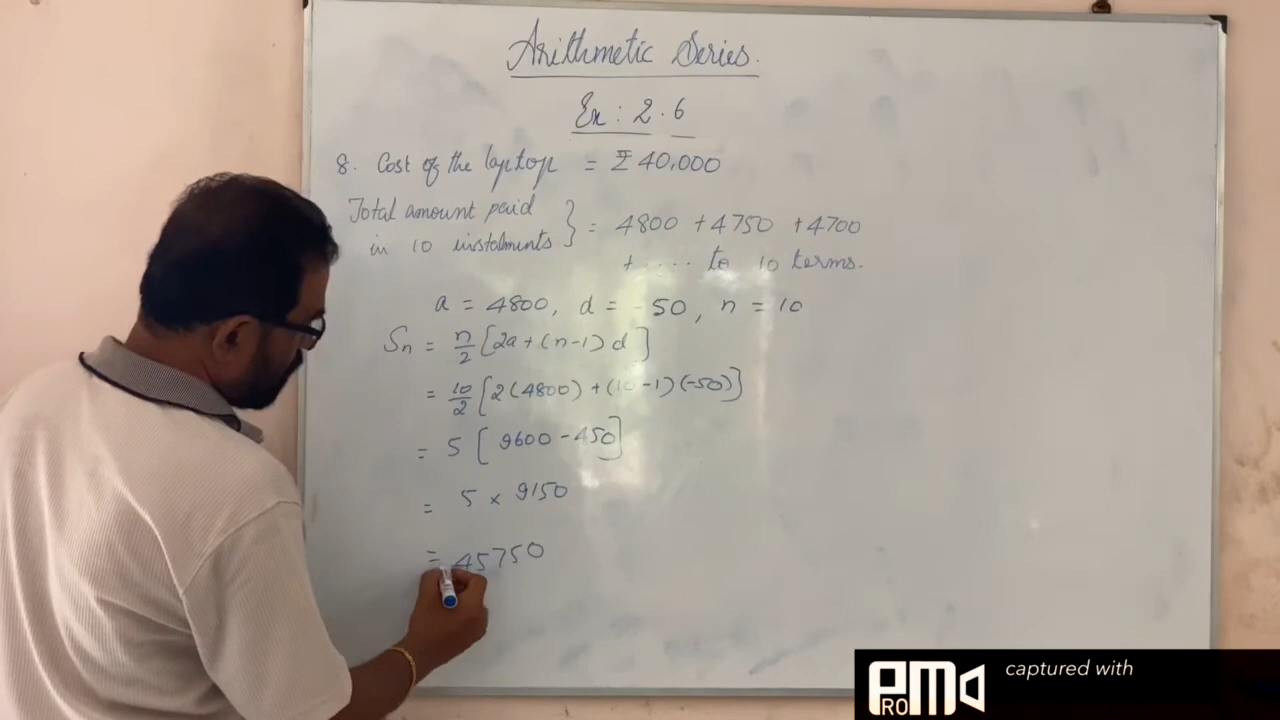 Arithmetic Series.
Ex : 2.6
8. Cost of the laptop = ₹ 40,000
Total amount paid
in 10 instalments } = 4800 + 4750 + 4700
+ .... to 10 terms.
a = 4800, d = -50, n = 10
Sn = n/2 [2a + (n-1) d]
= 10/2 [2(4800) + (10-1)(-50)]
= 5 [9600 - 450]
= 5 × 9150
= 45750
captured with
PROM